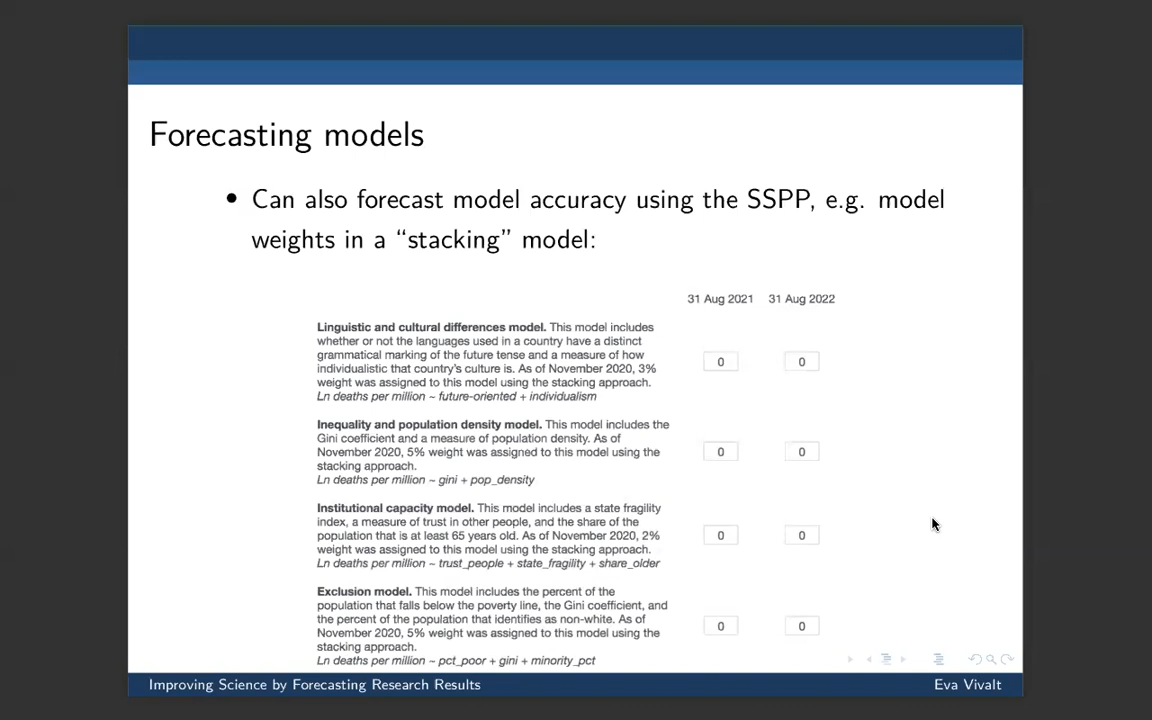 Forecasting models
• Can also forecast model accuracy using the SSPP, e.g. model
weights in a “stacking” model:
31 Aug 2021 31 Aug 2022
Linguistic and cultural differences model. This model includes
whether or not the languages used in a country have a distinct
grammatical marking of the future tense and a measure of how
individualistic that country's culture is. As of November 2020, 3%
weight was assigned to this model using the stacking approach.
Ln deaths per million ~ future-oriented + individualism
0 0
Inequality and population density model. This model includes the
Gini coefficient and a measure of population density. As of
November 2020, 5% weight was assigned to this model using the
stacking approach.
Ln deaths per million ~ gini + pop_density
0 0
Institutional capacity model. This model includes a state fragility
index, a measure of trust in other people, and the share of the
population that is at least 65 years old. As of November 2020, 2%
weight was assigned to this model using the stacking approach.
Ln deaths per million ~ trust_people + state_fragility + share_older
0 0
Exclusion model. This model includes the percent of the
population that falls below the poverty line, the Gini coefficient, and
the percent of the population that identifies as non-white. As of
November 2020, 5% weight was assigned to this model using the
stacking approach.
Ln deaths per million ~ pct_poor + gini + minority_pct
0 0
Improving Science by Forecasting Research Results Eva Vivalt